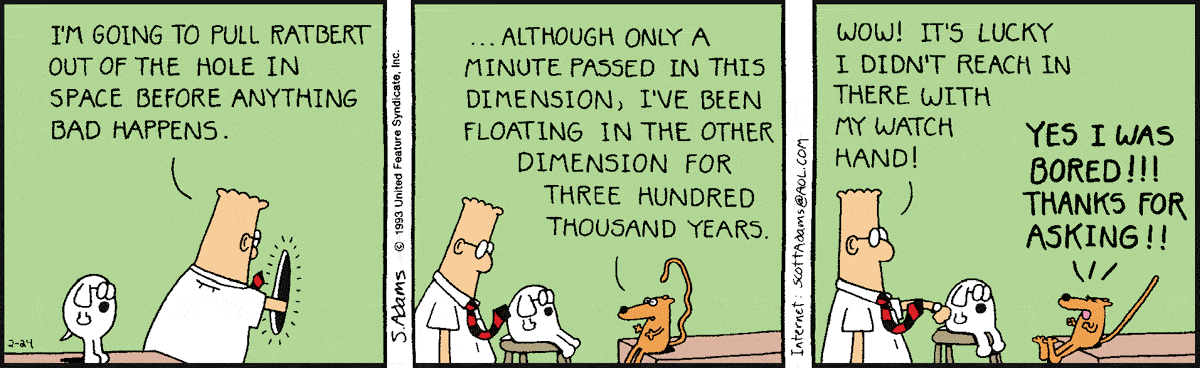 I'M GOING TO PULL RATBERT
OUT OF THE HOLE IN
SPACE BEFORE ANYTHING
BAD HAPPENS.
2-24
S.Adams © 1993 United Feature Syndicate, Inc.
...ALTHOUGH ONLY A
MINUTE PASSED IN THIS
DIMENSION, I'VE BEEN
FLOATING IN THE OTHER
DIMENSION FOR
THREE HUNDRED
THOUSAND YEARS.
Internet: SCOTTADAMS@AOL.COM
WOW! IT'S LUCKY
I DIDN'T REACH IN
THERE WITH
MY WATCH
HAND!
YES I WAS
BORED!!!
THANKS FOR
ASKING!!